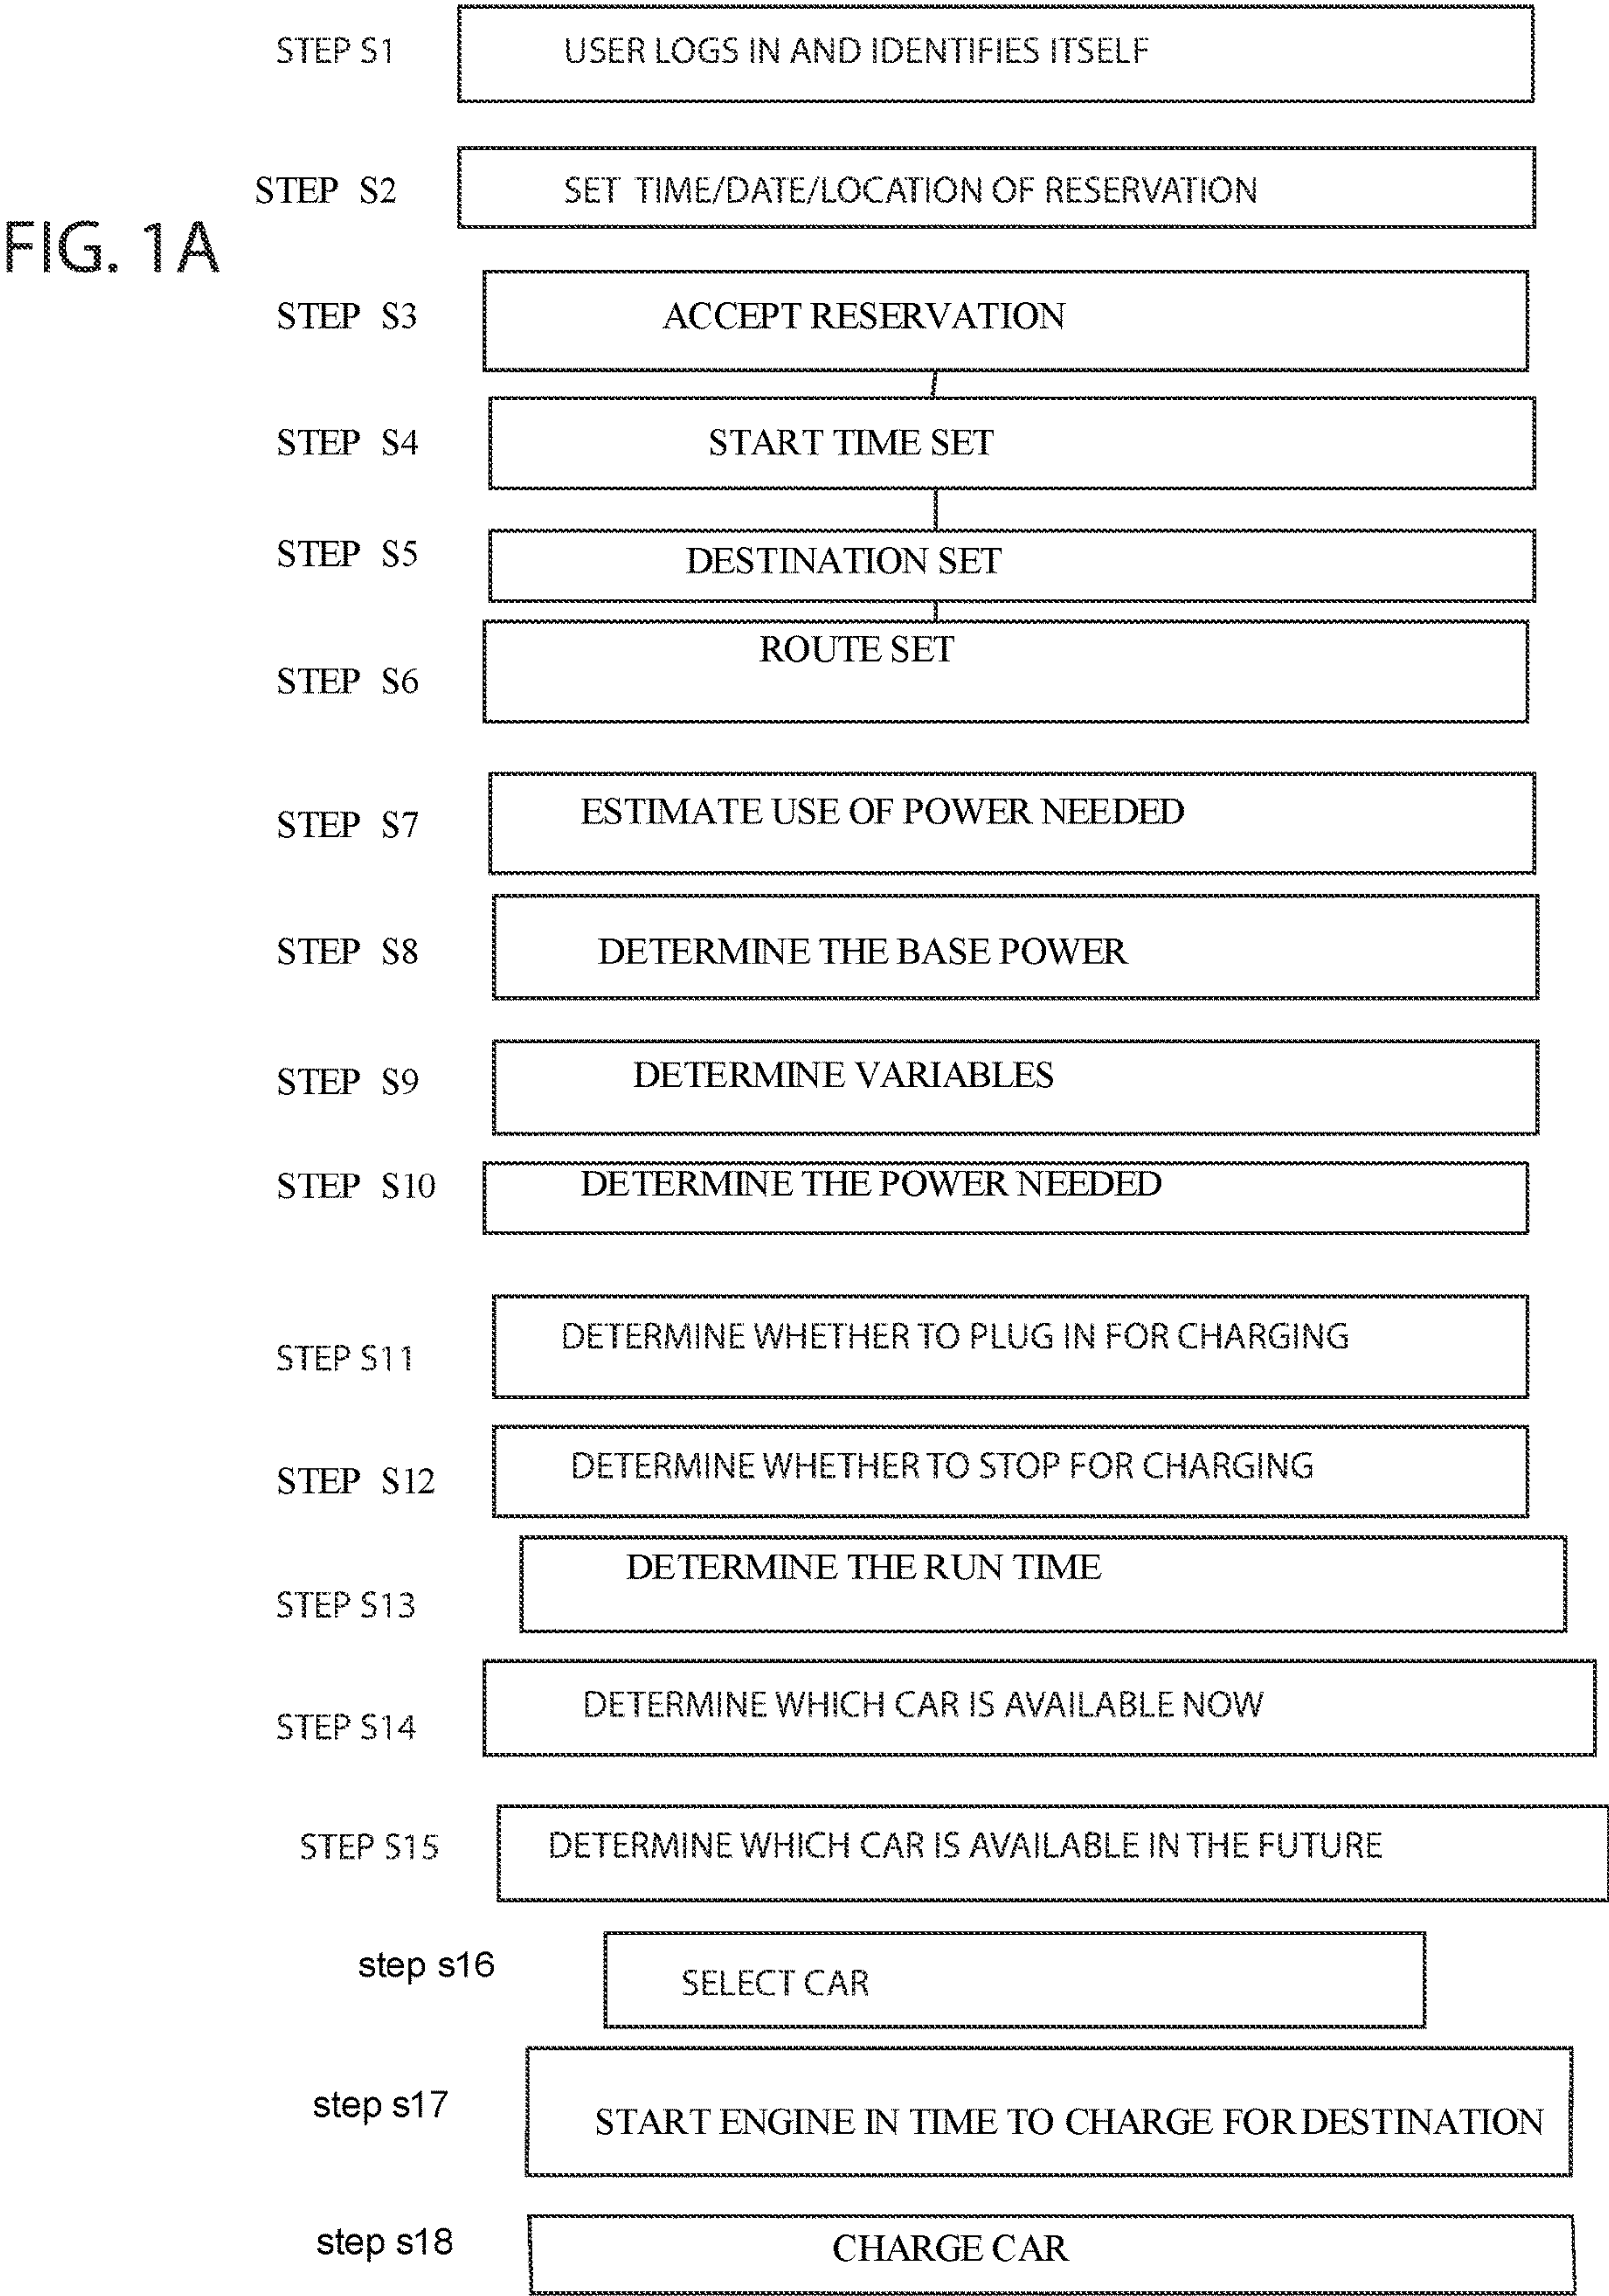 STEP S1 USER LOGS IN AND IDENTIFIES ITSELF
STEP S2 SET TIME/DATE/LOCATION OF RESERVATION
FIG. 1A
STEP S3 ACCEPT RESERVATION
STEP S4 START TIME SET
STEP S5 DESTINATION SET
STEP S6 ROUTE SET
STEP S7 ESTIMATE USE OF POWER NEEDED
STEP S8 DETERMINE THE BASE POWER
STEP S9 DETERMINE VARIABLES
STEP S10 DETERMINE THE POWER NEEDED
STEP S11 DETERMINE WHETHER TO PLUG IN FOR CHARGING
STEP S12 DETERMINE WHETHER TO STOP FOR CHARGING
STEP S13 DETERMINE THE RUN TIME
STEP S14 DETERMINE WHICH CAR IS AVAILABLE NOW
STEP S15 DETERMINE WHICH CAR IS AVAILABLE IN THE FUTURE
step s16 SELECT CAR
step s17 START ENGINE IN TIME TO CHARGE FOR DESTINATION
step s18 CHARGE CAR